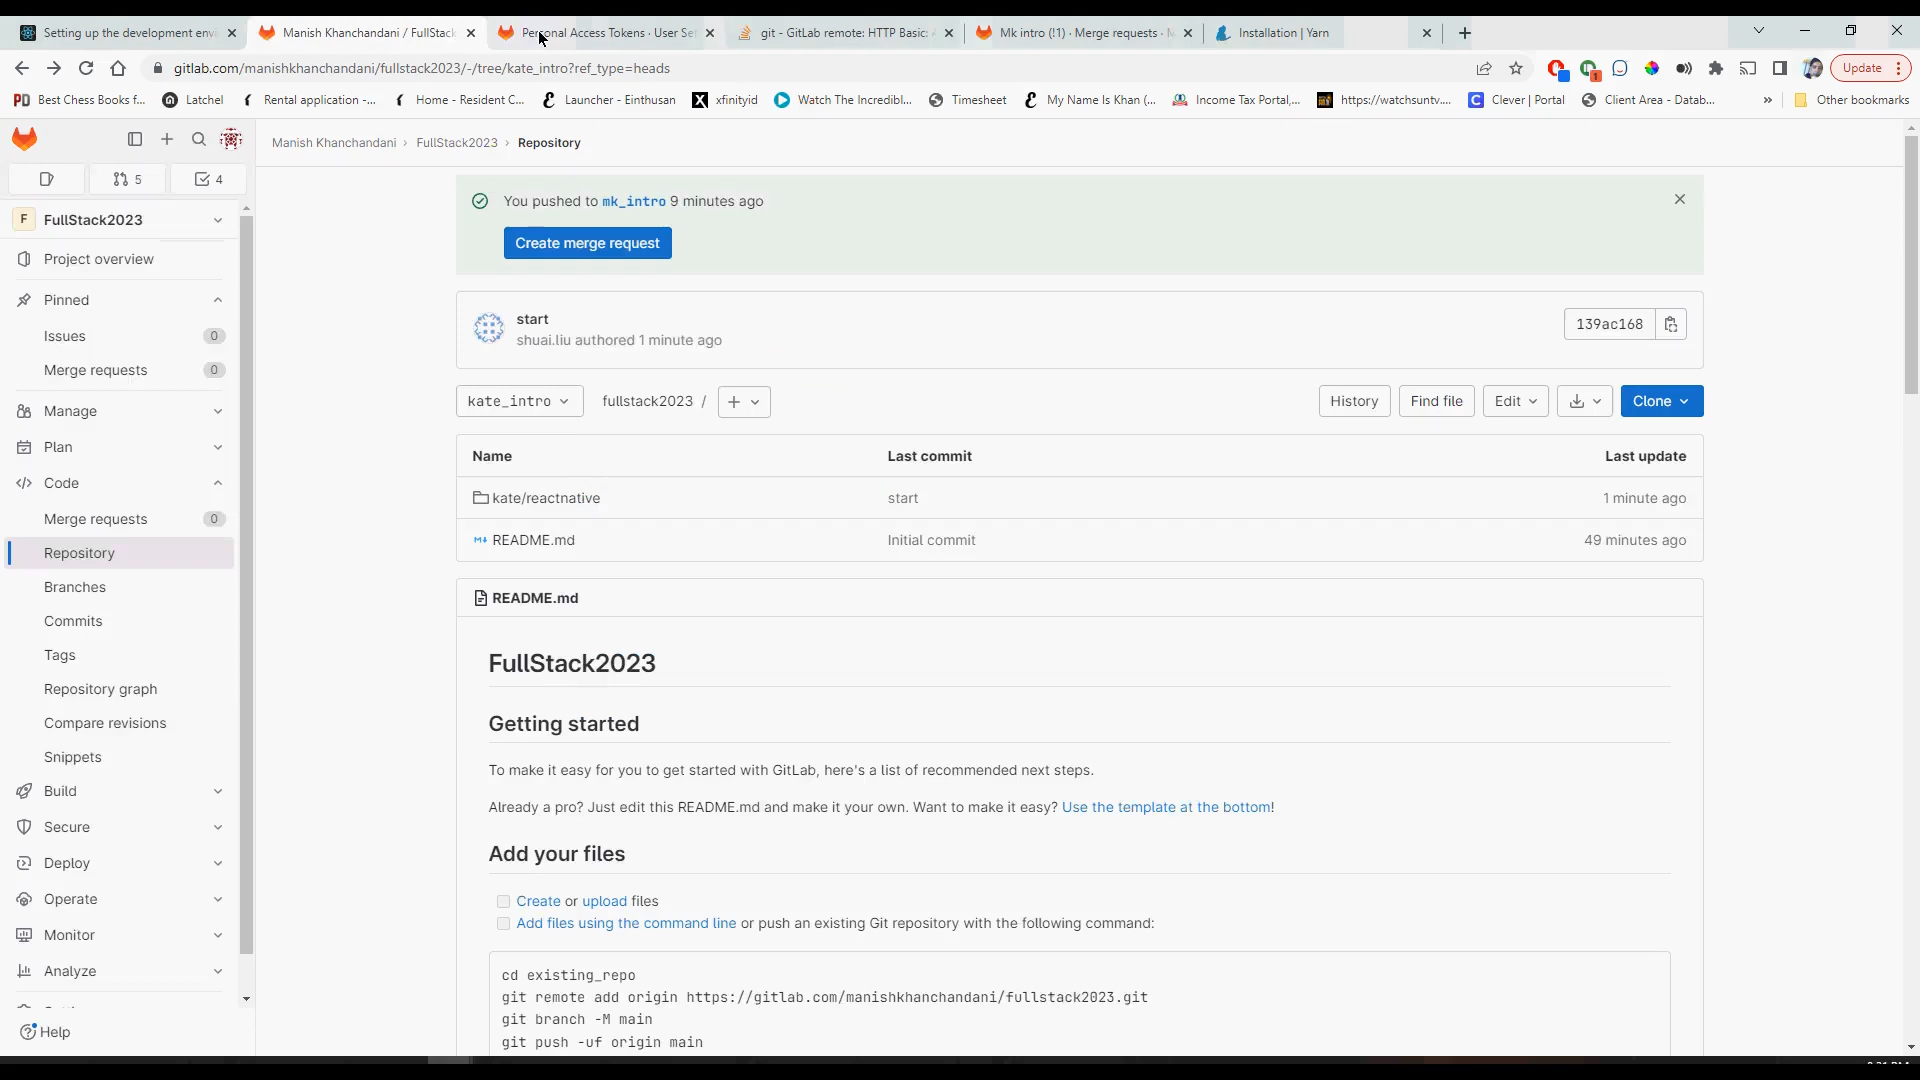 Setting up the development envi
Manish Khanchandani / FullStack
Personal Access Tokens · User Set
git - GitLab remote: HTTP Basic:
Mk intro (!1) · Merge requests ·
Installation | Yarn
gitlab.com/manishkhanchandani/fullstack2023/-/tree/kate_intro?ref_type=heads
Update
Best Chess Books f...
Latchel
Rental application -...
Home - Resident C...
Launcher - Einthusan
xfinityid
Watch The Incredibl...
Timesheet
My Name Is Khan (...
Income Tax Portal,...
https://watchsuntv....
Clever | Portal
Client Area - Datab...
»
Other bookmarks
Manish Khanchandani › FullStack2023 › Repository
5
4
F FullStack2023
Project overview
Pinned
Issues 0
Merge requests 0
Manage
Plan
Code
Merge requests 0
Repository
Branches
Commits
Tags
Repository graph
Compare revisions
Snippets
Build
Secure
Deploy
Operate
Monitor
Analyze
Help
You pushed to mk_intro 9 minutes ago
Create merge request
start
shuai.liu authored 1 minute ago
139ac168
kate_intro
fullstack2023 /
History
Find file
Edit
Clone
Name Last commit Last update
kate/reactnative start 1 minute ago
README.md Initial commit 49 minutes ago
README.md
FullStack2023
Getting started
To make it easy for you to get started with GitLab, here's a list of recommended next steps.
Already a pro? Just edit this README.md and make it your own. Want to make it easy? Use the template at the bottom!
Add your files
Create or upload files
Add files using the command line or push an existing Git repository with the following command:
cd existing_repo
git remote add origin https://gitlab.com/manishkhanchandani/fullstack2023.git
git branch -M main
git push -uf origin main